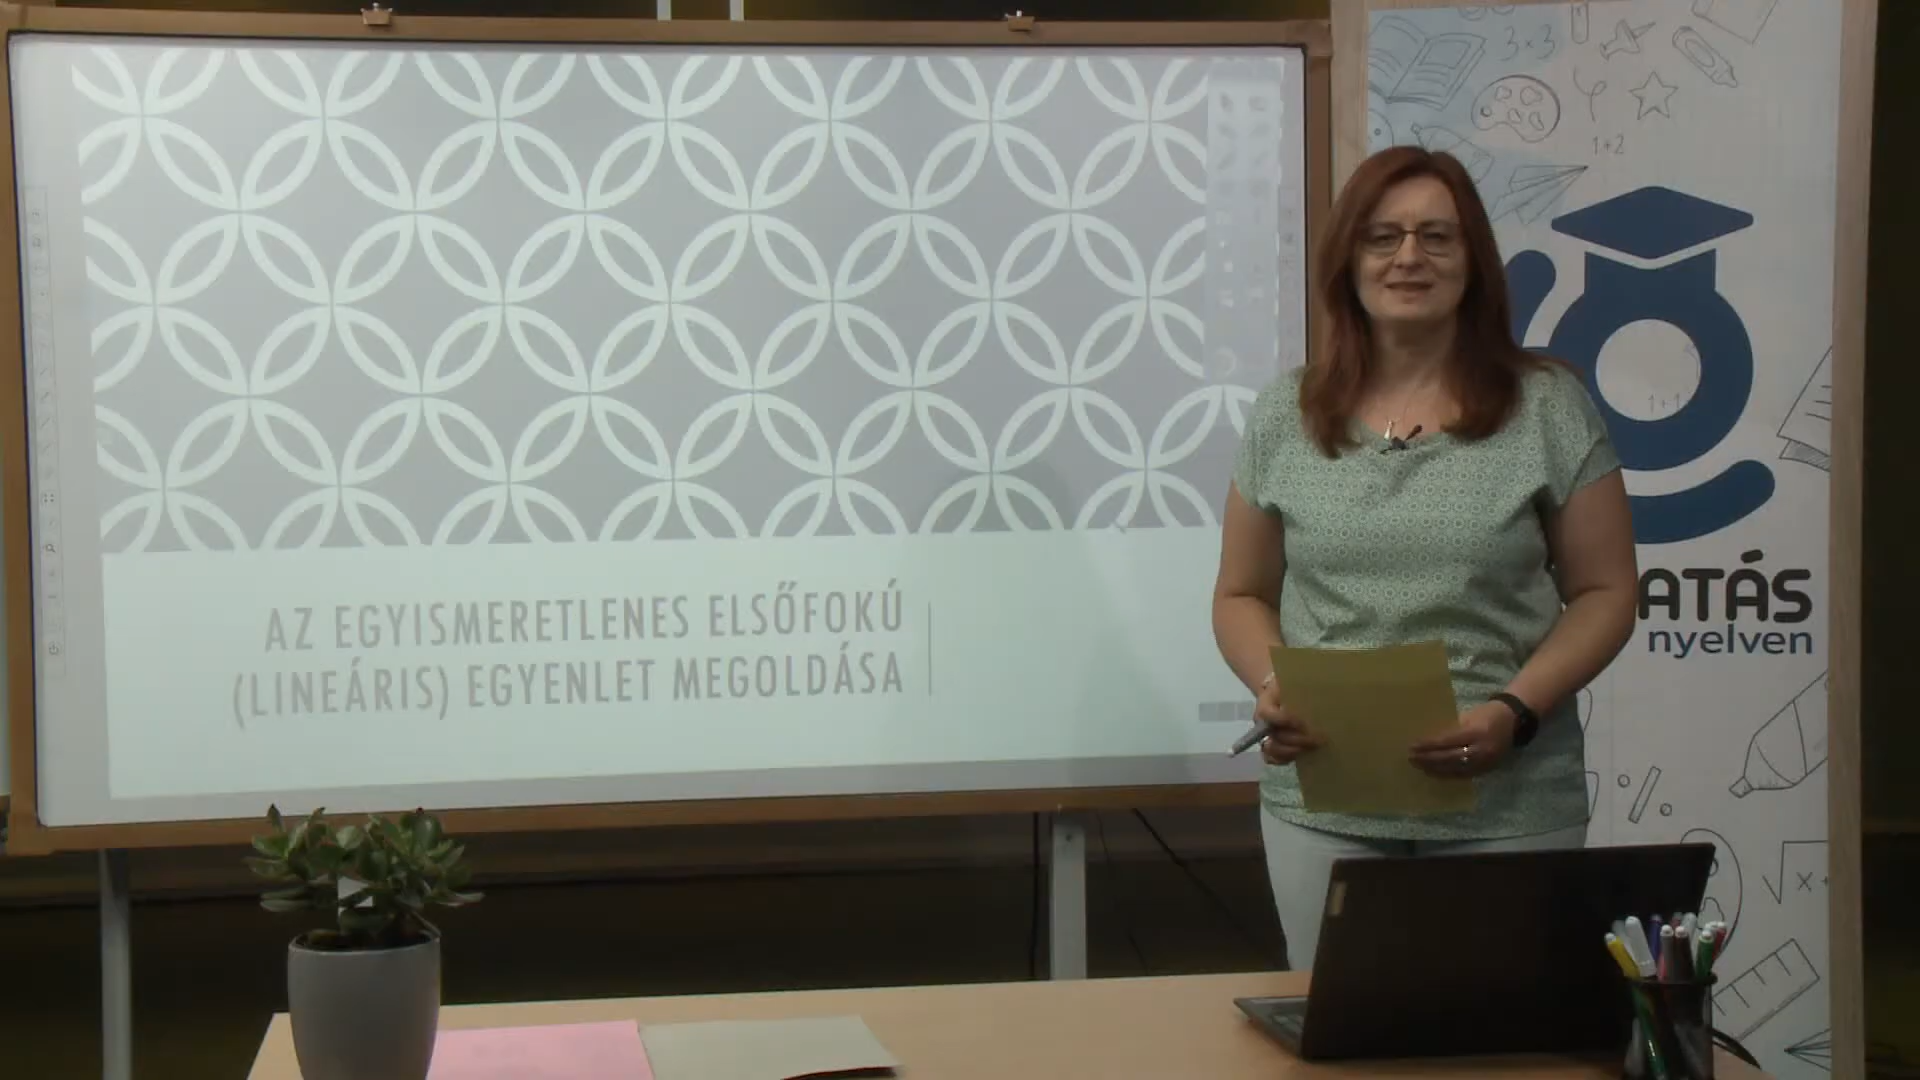 AZ EGYISMERETLENES ELSŐFOKÚ
(LINEÁRIS) EGYENLET MEGOLDÁSA
3×3
1+2
1+1
ATÁS
nyelven
%
√x+